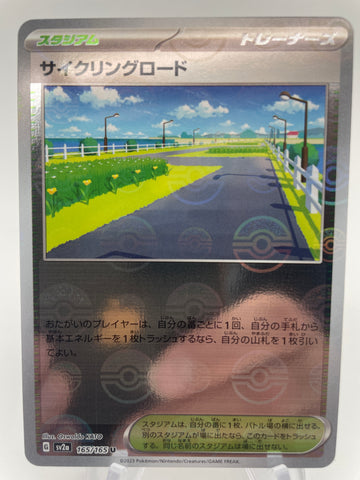 スタジアム
トレーナーズ
サイクリングロード
おたがいのプレイヤーは、自分の番ごとに1回、自分の手札から
基本エネルギーを1枚トラッシュするなら、自分の山札を1枚引い
てよい。
illus. Oswaldo KATO
スタジアムは、自分の番に1枚、バトル場の横に出せる。
別のスタジアムが場に出たなら、このカードをトラッシュ
する。同じ名前のスタジアムは、場に出せない。
G sv2a 165/165 U
©2023 Pokémon/Nintendo/Creatures/GAME FREAK.